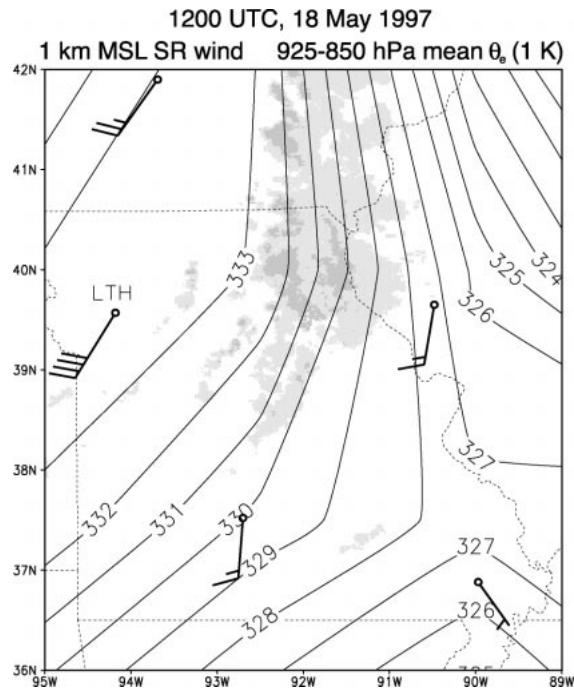 1200 UTC, 18 May 1997
1 km MSL SR wind 925-850 hPa mean θe (1 K)
42N
41N
333
325
324
40N
LTH
326
39N
38N
327
332
331
330
329
327
37N
328
326
36N
95W 94W 93W 92W 91W 90W 89W